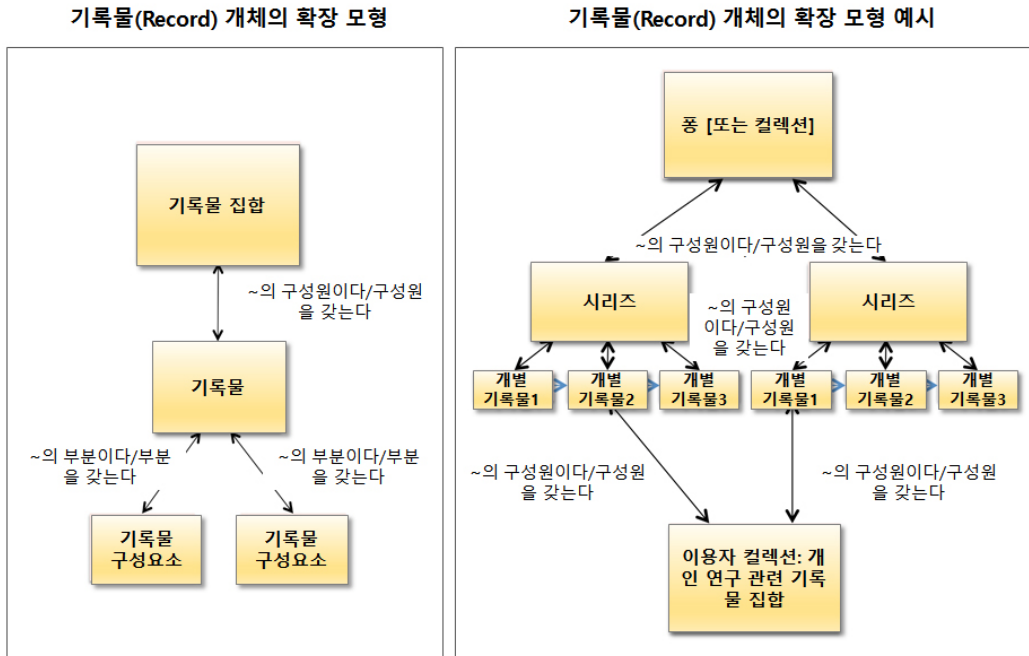 기록물(Record) 개체의 확장 모형
기록물 집합
~의 구성원이다/구성원
을 갖는다
기록물
~의 부분이다/부분
을 갖는다
~의 부분이다/부분
을 갖는다
기록물
구성요소
기록물
구성요소
기록물(Record) 개체의 확장 모형 예시
퐁 [또는 컬렉션]
~의 구성원이다/구성원을 갖는다
시리즈
~의 구성원
이다/구성원
을 갖는다
시리즈
개별
기록물1
개별
기록물2
개별
기록물3
개별
기록물1
개별
기록물2
개별
기록물3
~의 구성원이다/구성원
을 갖는다
~의 구성원이다/구성원
을 갖는다
이용자 컬렉션: 개
인 연구 관련 기록
물 집합